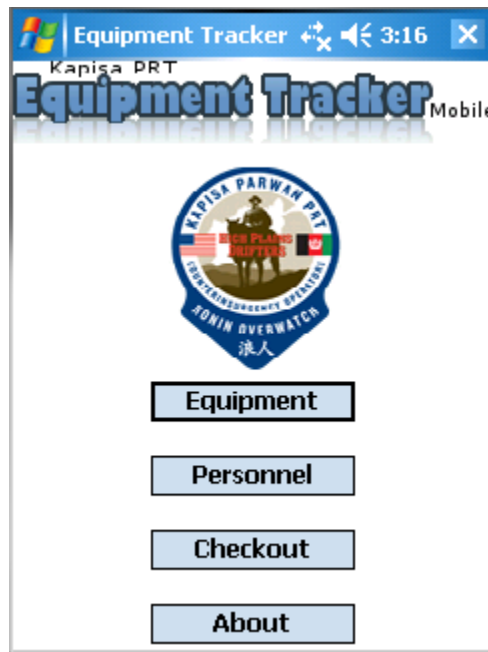 Equipment Tracker 3:16
Kapisa PRT
Equipment Tracker Mobile
KAPISA PARWAN PRT
HIGH PLAINS
DRIFTERS
COUNTERINSURGENCY OPERATORS
RONIN OVERWATCH
浪人
Equipment
Personnel
Checkout
About